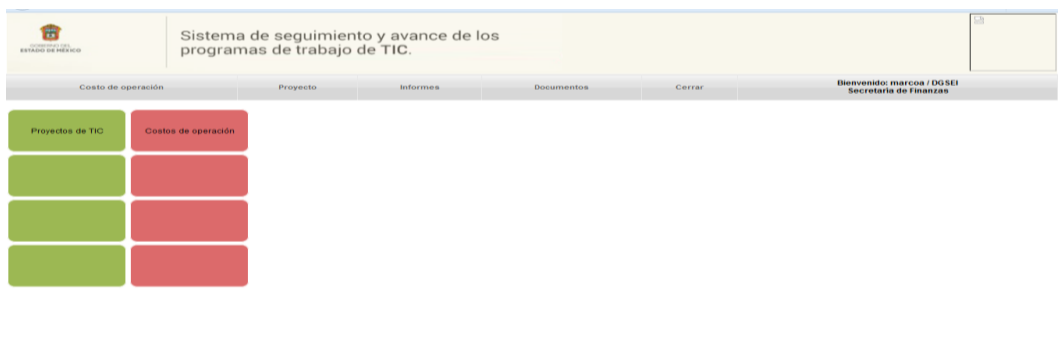 GOBIERNO DEL
ESTADO DE MÉXICO
Sistema de seguimiento y avance de los
programas de trabajo de TIC.
Costo de operación Proyecto Informes Documentos Cerrar
Bienvenido: marcoa / DGSEI
Secretaria de Finanzas
Proyectos de TIC Costos de operación